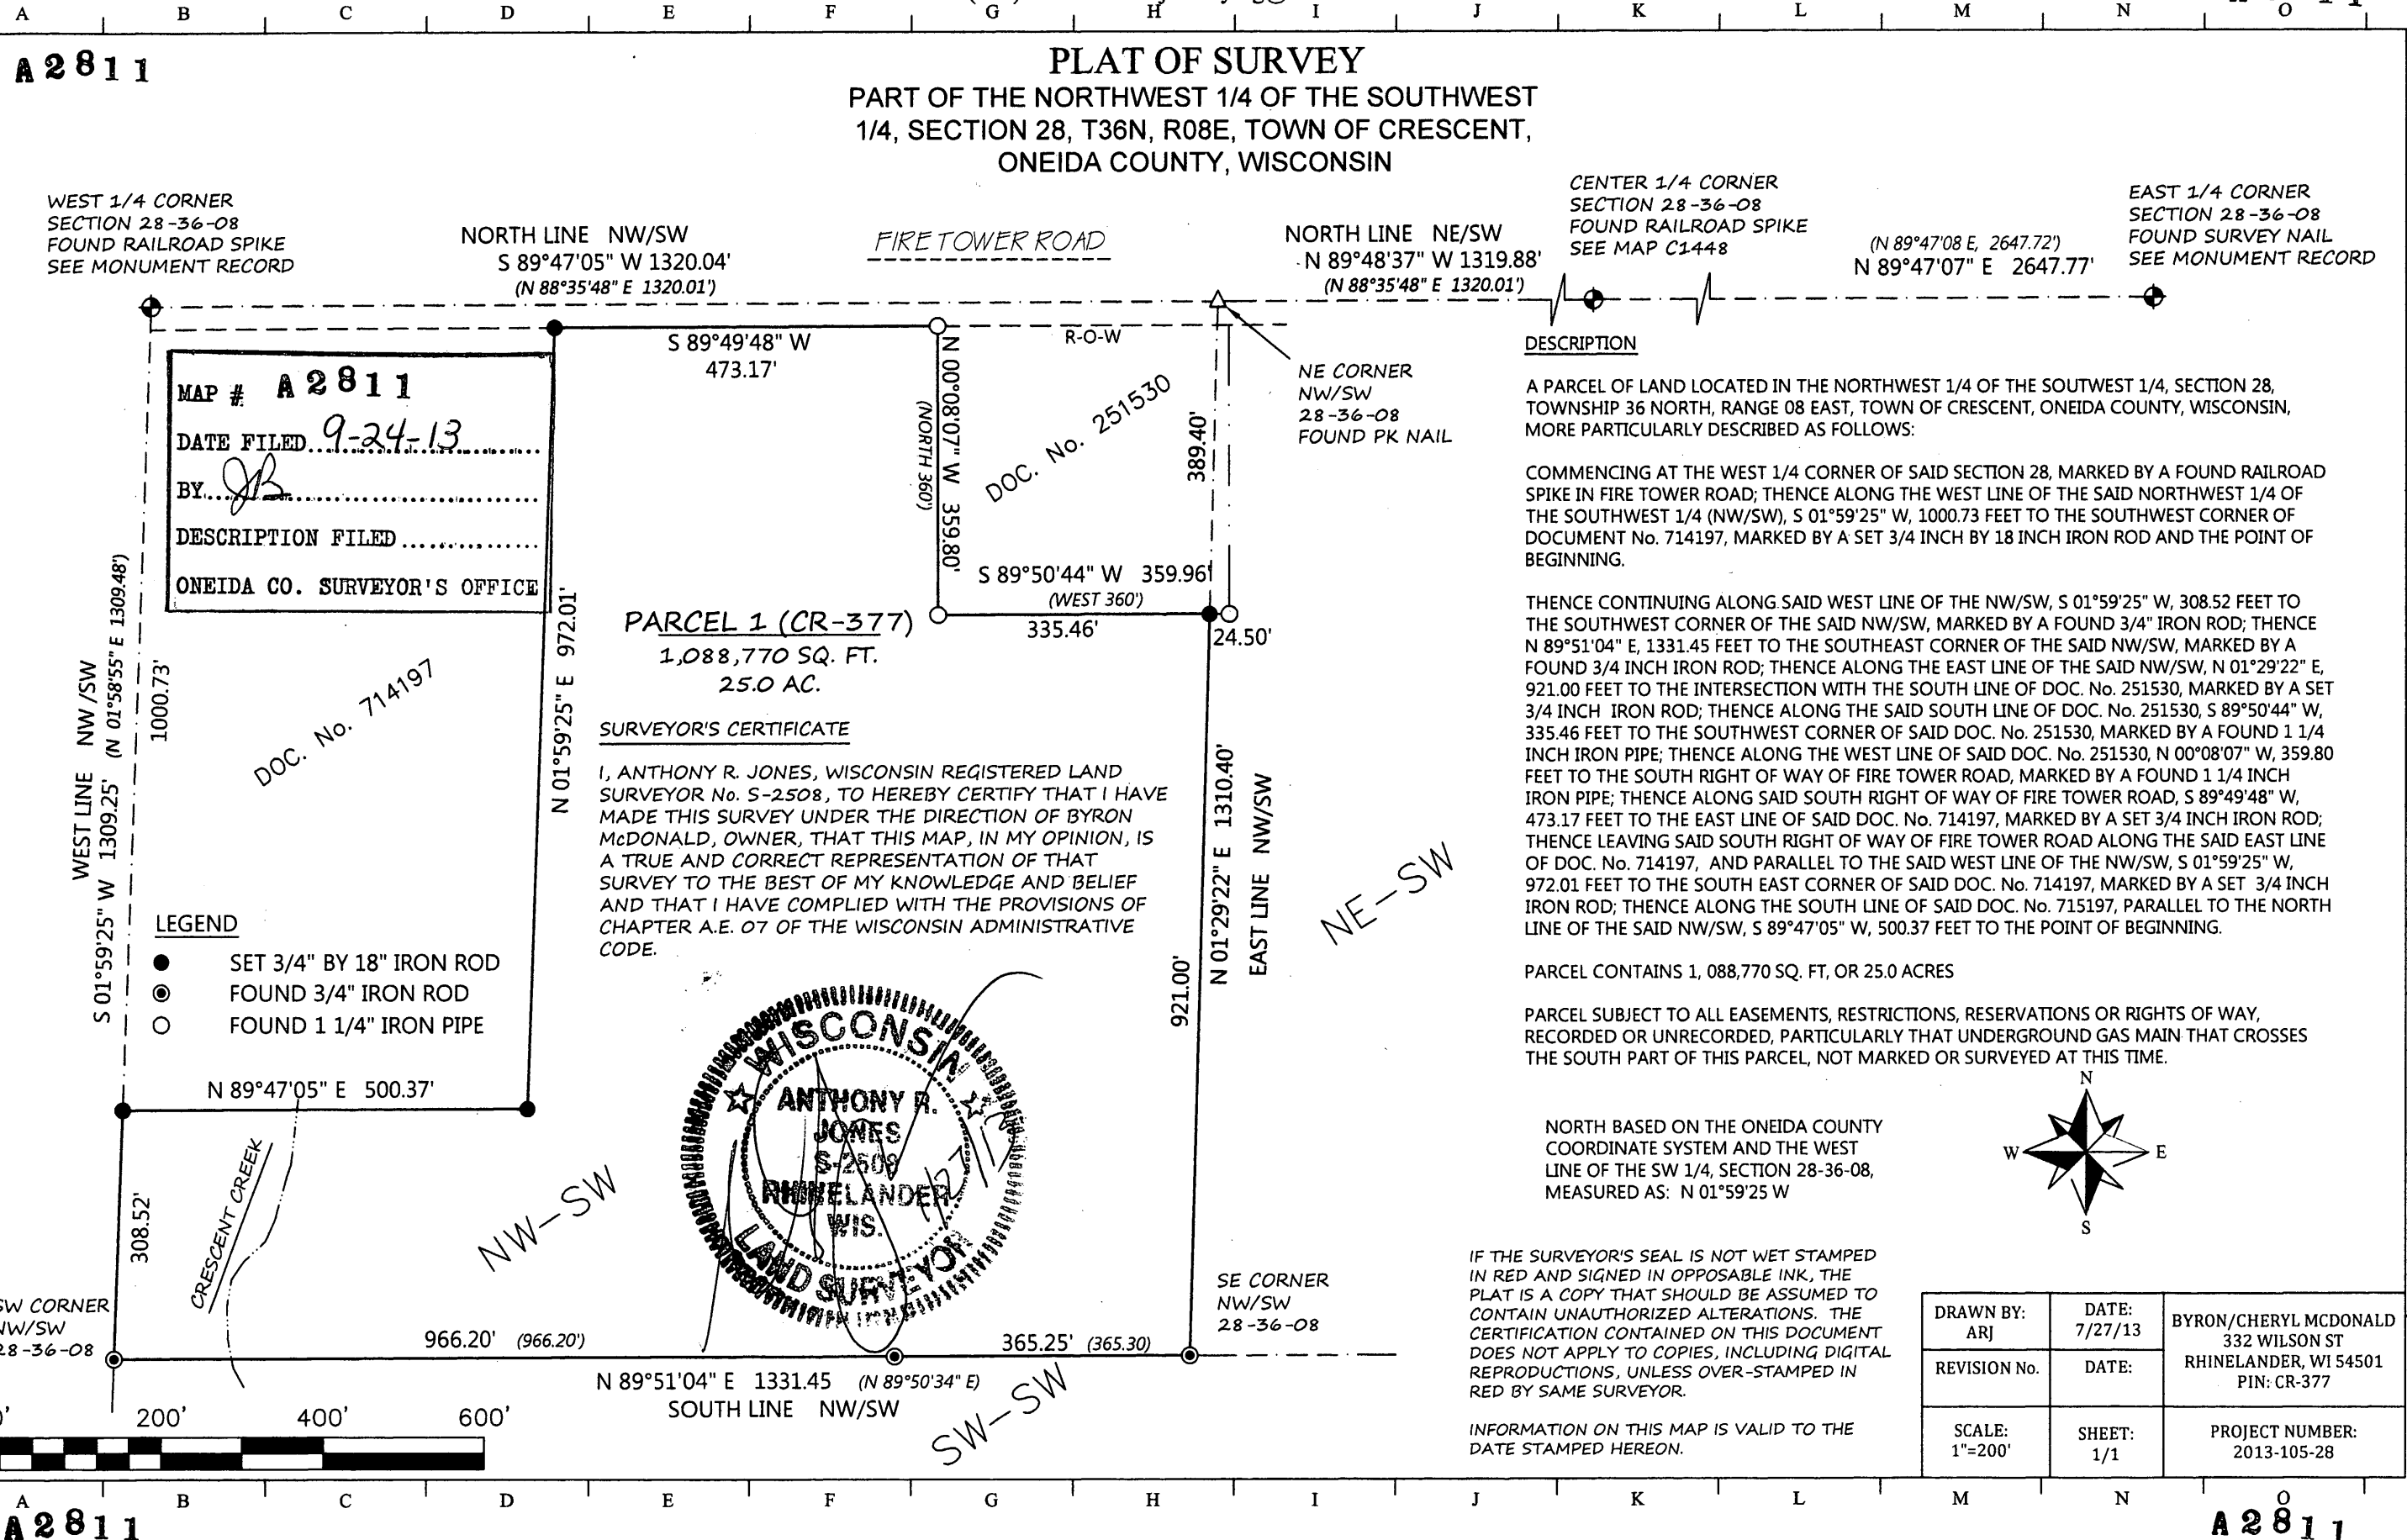 A B C D E F G H I J K L M N O
A2811
PLAT OF SURVEY
PART OF THE NORTHWEST 1/4 OF THE SOUTHWEST
1/4, SECTION 28, T36N, R08E, TOWN OF CRESCENT,
ONEIDA COUNTY, WISCONSIN
WEST 1/4 CORNER
SECTION 28-36-08
FOUND RAILROAD SPIKE
SEE MONUMENT RECORD
NORTH LINE NW/SW
S 89°47'05" W 1320.04'
(N 88°35'48" E 1320.01')
FIRE TOWER ROAD
NORTH LINE NE/SW
N 89°48'37" W 1319.88'
(N 88°35'48" E 1320.01')
CENTER 1/4 CORNER
SECTION 28-36-08
FOUND RAILROAD SPIKE
SEE MAP C1448
(N 89°47'08 E, 2647.72')
N 89°47'07" E 2647.77'
EAST 1/4 CORNER
SECTION 28-36-08
FOUND SURVEY NAIL
SEE MONUMENT RECORD
MAP # A2811
DATE FILED 9-24-13
BY JB
DESCRIPTION FILED
ONEIDA CO. SURVEYOR'S OFFICE
S 89°49'48" W
473.17'
N 00°08'07" W 359.80'
(NORTH 360')
R-O-W
DOC. No. 251530
389.40'
NE CORNER
NW/SW
28-36-08
FOUND PK NAIL
S 89°50'44" W 359.96'
(WEST 360')
335.46'
24.50'
WEST LINE NW/SW
S 01°59'25" W 1309.25' (N 01°58'55" E 1309.48')
1000.73'
DOC. No. 714197
N 01°59'25" E 972.01'
PARCEL 1 (CR-377)
1,088,770 SQ. FT.
25.0 AC.
SURVEYOR'S CERTIFICATE
I, ANTHONY R. JONES, WISCONSIN REGISTERED LAND
SURVEYOR No. S-2508, TO HEREBY CERTIFY THAT I HAVE
MADE THIS SURVEY UNDER THE DIRECTION OF BYRON
McDONALD, OWNER, THAT THIS MAP, IN MY OPINION, IS
A TRUE AND CORRECT REPRESENTATION OF THAT
SURVEY TO THE BEST OF MY KNOWLEDGE AND BELIEF
AND THAT I HAVE COMPLIED WITH THE PROVISIONS OF
CHAPTER A.E. 07 OF THE WISCONSIN ADMINISTRATIVE
CODE.
921.00'
N 01°29'22" E 1310.40'
EAST LINE NW/SW
NE-SW
LEGEND
SET 3/4" BY 18" IRON ROD
FOUND 3/4" IRON ROD
FOUND 1 1/4" IRON PIPE
N 89°47'05" E 500.37'
308.52'
CRESCENT CREEK
NW-SW
WISCONSIN
ANTHONY R.
JONES
S-2508
RHINELANDER
WIS.
LAND SURVEYOR
SW CORNER
NW/SW
28-36-08
SE CORNER
NW/SW
28-36-08
966.20' (966.20')
365.25' (365.30)
N 89°51'04" E 1331.45 (N 89°50'34" E)
SOUTH LINE NW/SW
SW-SW
200' 400' 600'
DESCRIPTION
A PARCEL OF LAND LOCATED IN THE NORTHWEST 1/4 OF THE SOUTWEST 1/4, SECTION 28,
TOWNSHIP 36 NORTH, RANGE 08 EAST, TOWN OF CRESCENT, ONEIDA COUNTY, WISCONSIN,
MORE PARTICULARLY DESCRIBED AS FOLLOWS:
COMMENCING AT THE WEST 1/4 CORNER OF SAID SECTION 28, MARKED BY A FOUND RAILROAD
SPIKE IN FIRE TOWER ROAD; THENCE ALONG THE WEST LINE OF THE SAID NORTHWEST 1/4 OF
THE SOUTHWEST 1/4 (NW/SW), S 01°59'25" W, 1000.73 FEET TO THE SOUTHWEST CORNER OF
DOCUMENT No. 714197, MARKED BY A SET 3/4 INCH BY 18 INCH IRON ROD AND THE POINT OF
BEGINNING.
THENCE CONTINUING ALONG SAID WEST LINE OF THE NW/SW, S 01°59'25" W, 308.52 FEET TO
THE SOUTHWEST CORNER OF THE SAID NW/SW, MARKED BY A FOUND 3/4" IRON ROD; THENCE
N 89°51'04" E, 1331.45 FEET TO THE SOUTHEAST CORNER OF THE SAID NW/SW, MARKED BY A
FOUND 3/4 INCH IRON ROD; THENCE ALONG THE EAST LINE OF THE SAID NW/SW, N 01°29'22" E,
921.00 FEET TO THE INTERSECTION WITH THE SOUTH LINE OF DOC. No. 251530, MARKED BY A SET
3/4 INCH IRON ROD; THENCE ALONG THE SAID SOUTH LINE OF DOC. No. 251530, S 89°50'44" W,
335.46 FEET TO THE SOUTHWEST CORNER OF SAID DOC. No. 251530, MARKED BY A FOUND 1 1/4
INCH IRON PIPE; THENCE ALONG THE WEST LINE OF SAID DOC. No. 251530, N 00°08'07" W, 359.80
FEET TO THE SOUTH RIGHT OF WAY OF FIRE TOWER ROAD, MARKED BY A FOUND 1 1/4 INCH
IRON PIPE; THENCE ALONG SAID SOUTH RIGHT OF WAY OF FIRE TOWER ROAD, S 89°49'48" W,
473.17 FEET TO THE EAST LINE OF SAID DOC. No. 714197, MARKED BY A SET 3/4 INCH IRON ROD;
THENCE LEAVING SAID SOUTH RIGHT OF WAY OF FIRE TOWER ROAD ALONG THE SAID EAST LINE
OF DOC. No. 714197, AND PARALLEL TO THE SAID WEST LINE OF THE NW/SW, S 01°59'25" W,
972.01 FEET TO THE SOUTH EAST CORNER OF SAID DOC. No. 714197, MARKED BY A SET 3/4 INCH
IRON ROD; THENCE ALONG THE SOUTH LINE OF SAID DOC. No. 715197, PARALLEL TO THE NORTH
LINE OF THE SAID NW/SW, S 89°47'05" W, 500.37 FEET TO THE POINT OF BEGINNING.
PARCEL CONTAINS 1, 088,770 SQ. FT, OR 25.0 ACRES
PARCEL SUBJECT TO ALL EASEMENTS, RESTRICTIONS, RESERVATIONS OR RIGHTS OF WAY,
RECORDED OR UNRECORDED, PARTICULARLY THAT UNDERGROUND GAS MAIN THAT CROSSES
THE SOUTH PART OF THIS PARCEL, NOT MARKED OR SURVEYED AT THIS TIME.
NORTH BASED ON THE ONEIDA COUNTY
COORDINATE SYSTEM AND THE WEST
LINE OF THE SW 1/4, SECTION 28-36-08,
MEASURED AS: N 01°59'25 W
N
W E
S
IF THE SURVEYOR'S SEAL IS NOT WET STAMPED
IN RED AND SIGNED IN OPPOSABLE INK, THE
PLAT IS A COPY THAT SHOULD BE ASSUMED TO
CONTAIN UNAUTHORIZED ALTERATIONS. THE
CERTIFICATION CONTAINED ON THIS DOCUMENT
DOES NOT APPLY TO COPIES, INCLUDING DIGITAL
REPRODUCTIONS, UNLESS OVER-STAMPED IN
RED BY SAME SURVEYOR.
INFORMATION ON THIS MAP IS VALID TO THE
DATE STAMPED HEREON.
DRAWN BY:
ARJ
DATE:
7/27/13
BYRON/CHERYL MCDONALD
332 WILSON ST
RHINELANDER, WI 54501
PIN: CR-377
REVISION No.
DATE:
SCALE:
1"=200'
SHEET:
1/1
PROJECT NUMBER:
2013-105-28
A B C D E F G H I J K L M N O
A2811
A2811